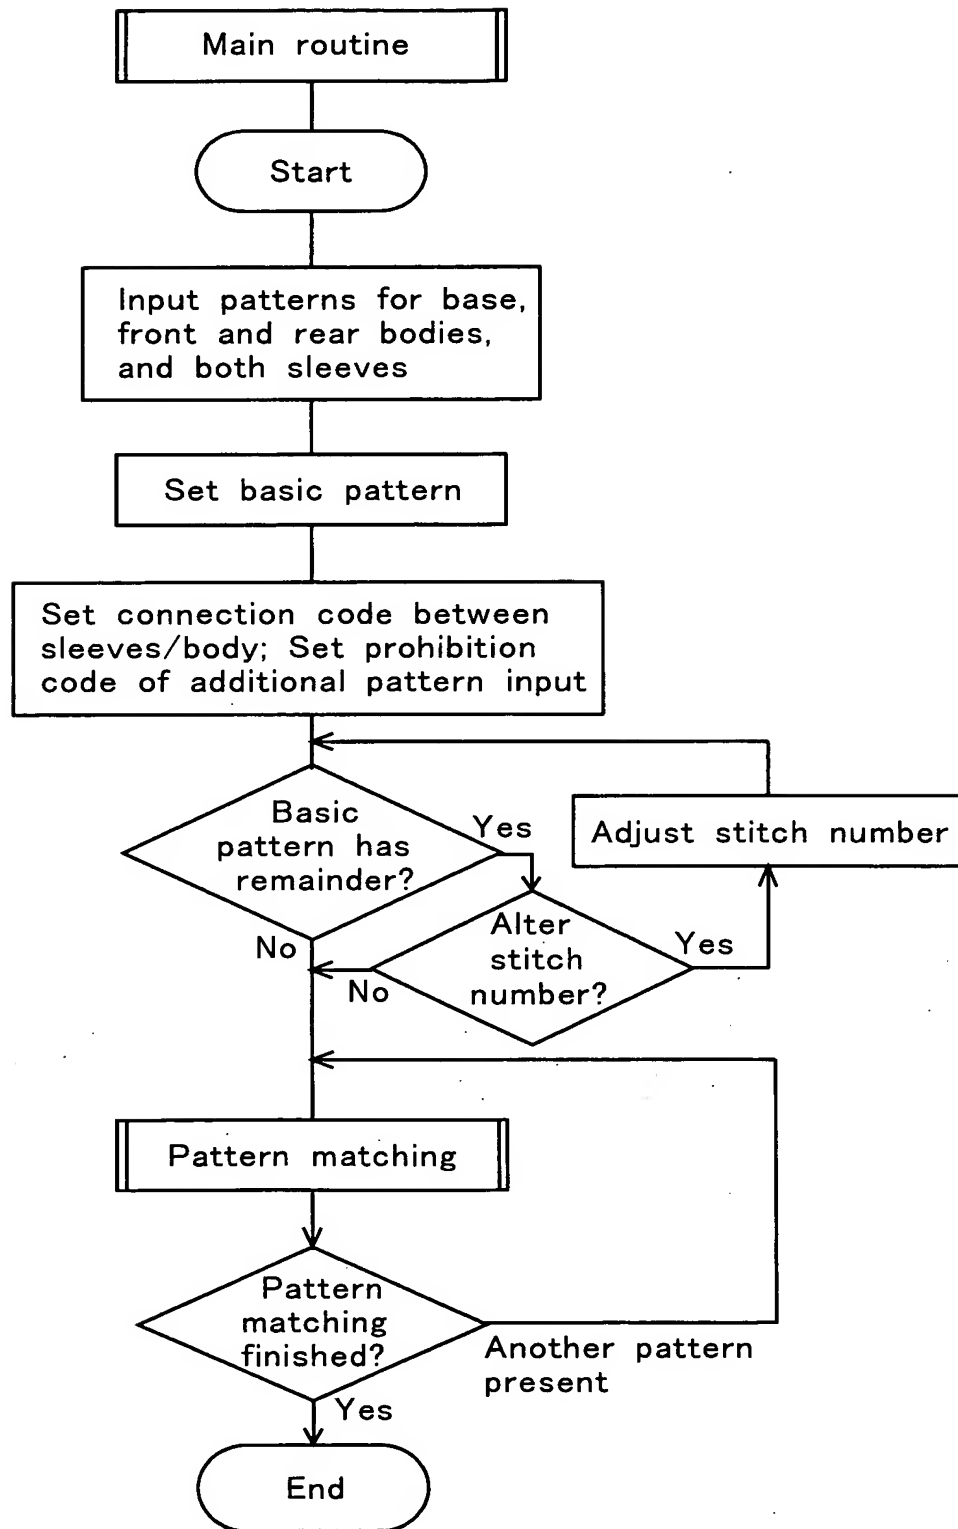 Main routine
Start
Input patterns for base,
front and rear bodies,
and both sleeves
Set basic pattern
Set connection code between
sleeves/body; Set prohibition
code of additional pattern input
Basic
pattern has
remainder?
Yes
Adjust stitch number
No
Alter
stitch
number?
Yes
No
Pattern matching
Pattern
matching
finished?
Another pattern
present
Yes
End